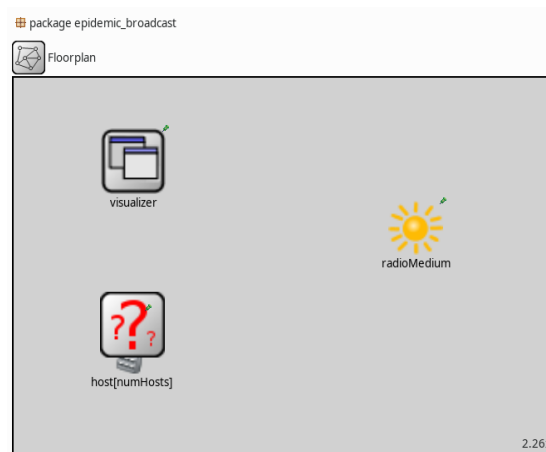 package epidemic_broadcast
Floorplan
visualizer
radioMedium
???
host[numHosts]
2.26